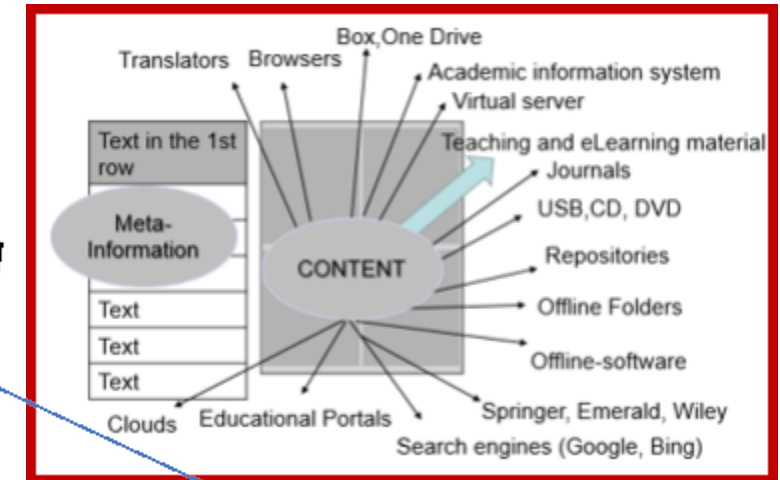 Box,One Drive
Translators
Browsers
Academic information system
Virtual server
Text in the 1st
row
Teaching and eLearning material
Journals
Meta-
Information
USB,CD, DVD
CONTENT
Repositories
Text
Offline Folders
Text
Offline-software
Text
Clouds
Educational Portals
Springer, Emerald, Wiley
Search engines (Google, Bing)